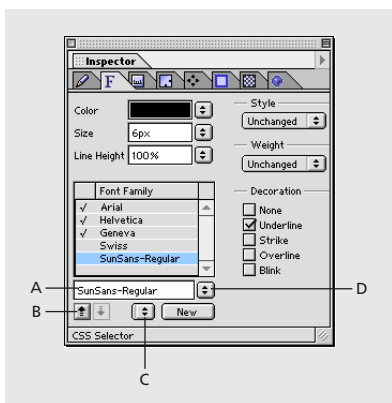 Inspector
F
Color
Size 6px
Line Height 100%
Style
Unchanged
Weight
Unchanged
Font Family
√ Arial
√ Helvetica
√ Geneva
Swiss
SunSans-Regular
Decoration
None
Underline
Strike
Overline
Blink
A
SunSans-Regular
D
B
New
C
CSS Selector